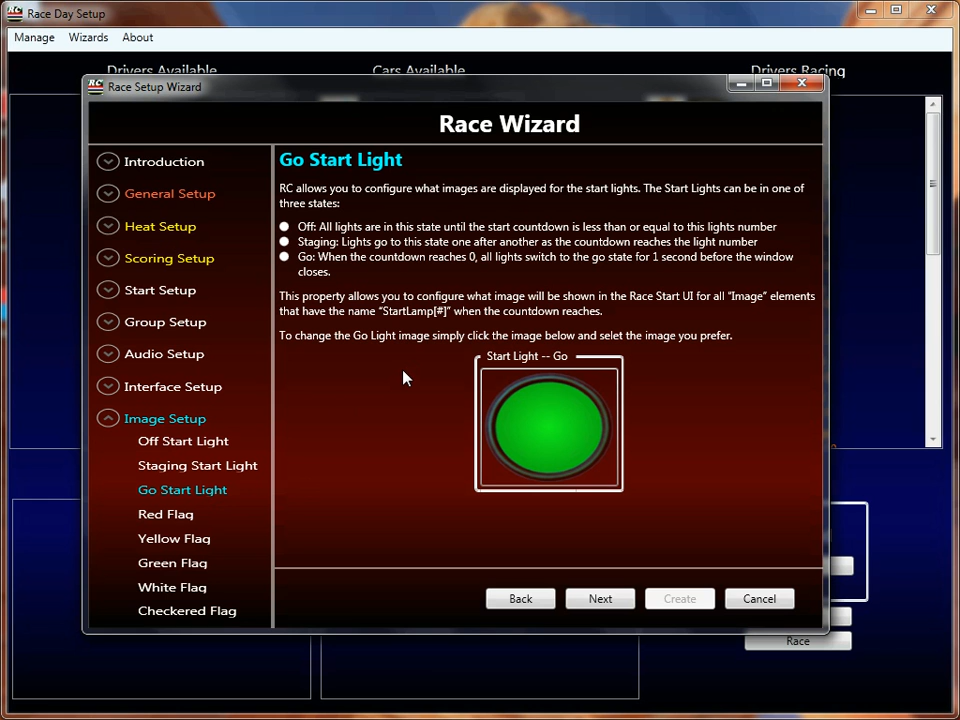 Race Day Setup
Manage Wizards About
Drivers Available Cars Available Drivers Racing
Race Setup Wizard
Race Wizard
Introduction
General Setup
Heat Setup
Scoring Setup
Start Setup
Group Setup
Audio Setup
Interface Setup
Image Setup
Off Start Light
Staging Start Light
Go Start Light
Red Flag
Yellow Flag
Green Flag
White Flag
Checkered Flag
Go Start Light
RC allows you to configure what images are displayed for the start lights. The Start Lights can be in one of
three states:
Off: All lights are in this state until the start countdown is less than or equal to this lights number
Staging: Lights go to this state one after another as the countdown reaches the light number
Go: When the countdown reaches 0, all lights switch to the go state for 1 second before the window
closes.
This property allows you to configure what image will be shown in the Race Start UI for all "Image" elements
that have the name "StartLamp[#]" when the countdown reaches.
To change the Go Light image simply click the image below and selet the image you prefer.
Start Light -- Go
Back Next Create Cancel
Race